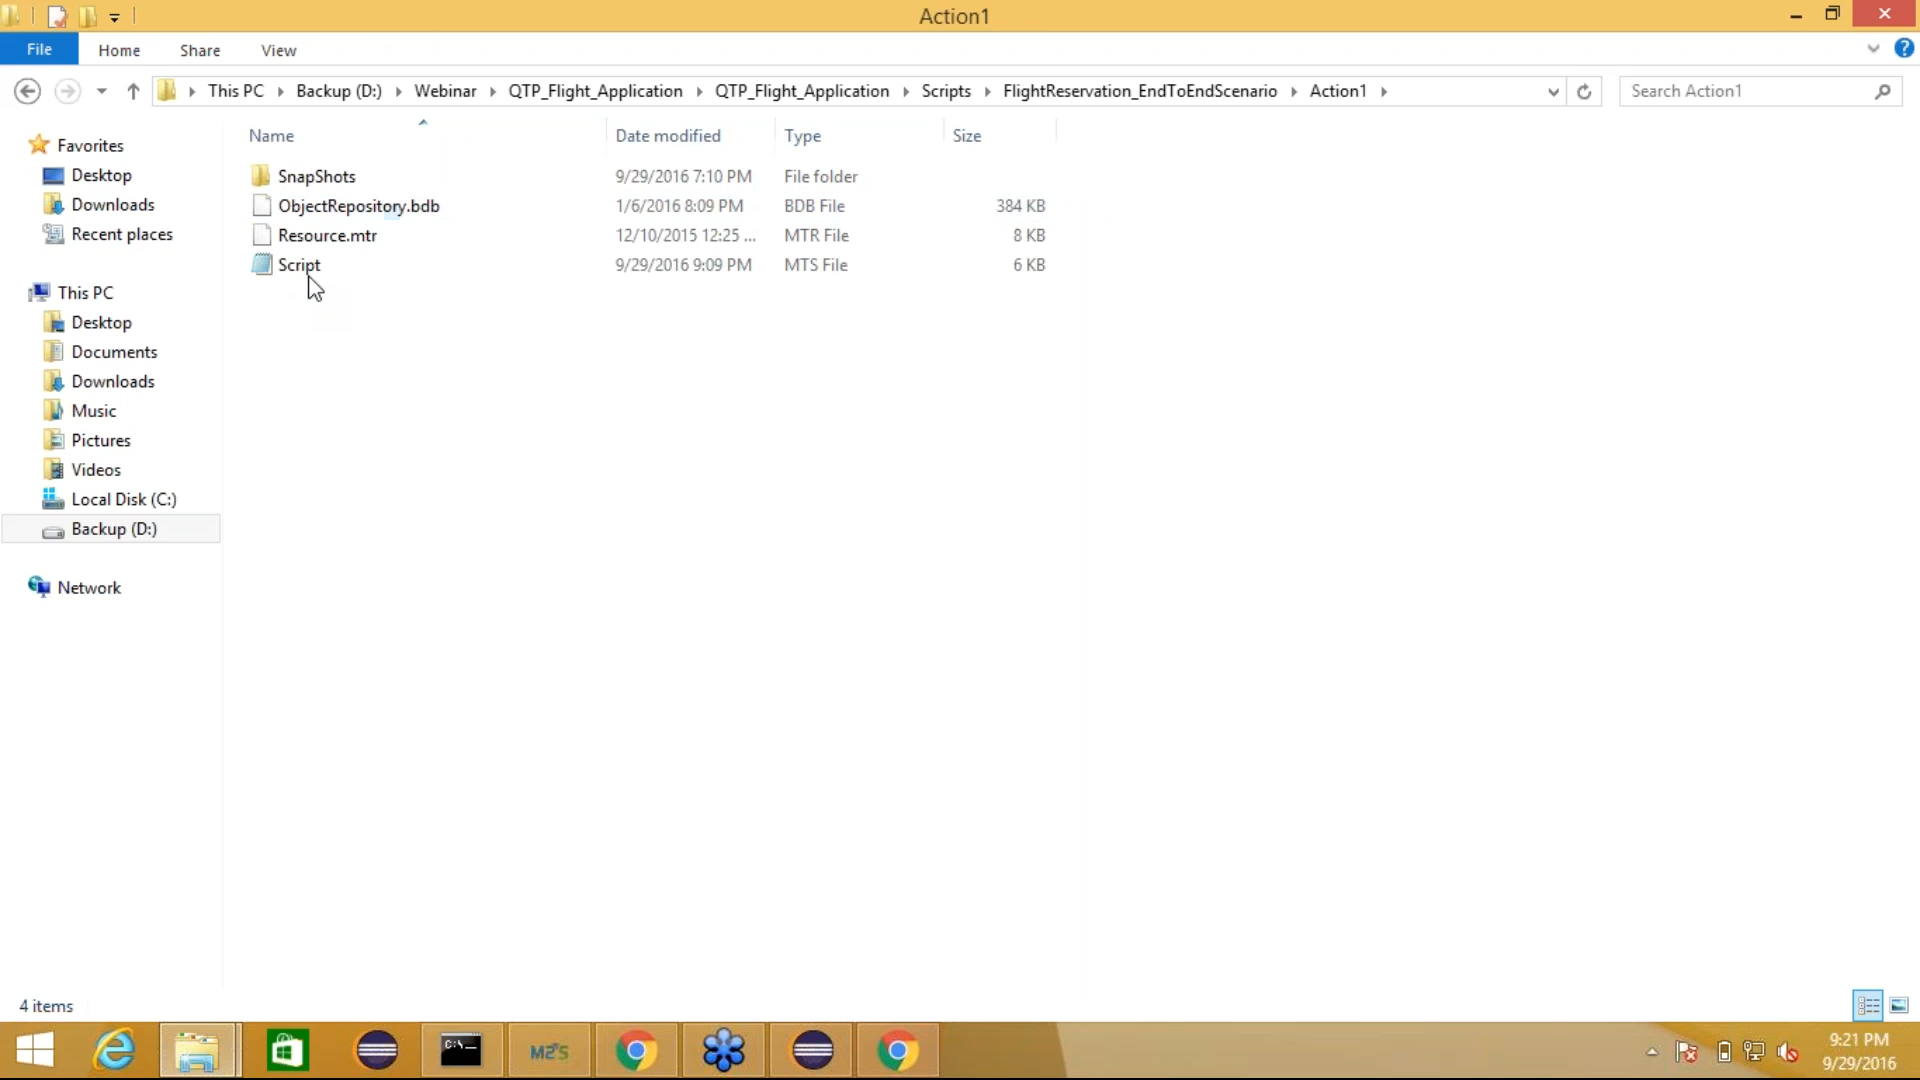 Action1
File Home Share View
This PC Backup (D:) Webinar QTP_Flight_Application QTP_Flight_Application Scripts FlightReservation_EndToEndScenario Action1 Search Action1
Name Date modified Type Size
SnapShots 9/29/2016 7:10 PM File folder
ObjectRepository.bdb 1/6/2016 8:09 PM BDB File 384 KB
Resource.mtr 12/10/2015 12:25 ... MTR File 8 KB
Script 9/29/2016 9:09 PM MTS File 6 KB
Favorites
Desktop
Downloads
Recent places
This PC
Desktop
Documents
Downloads
Music
Pictures
Videos
Local Disk (C:)
Backup (D:)
Network
4 items
C:\
M2'S
9:21 PM
9/29/2016